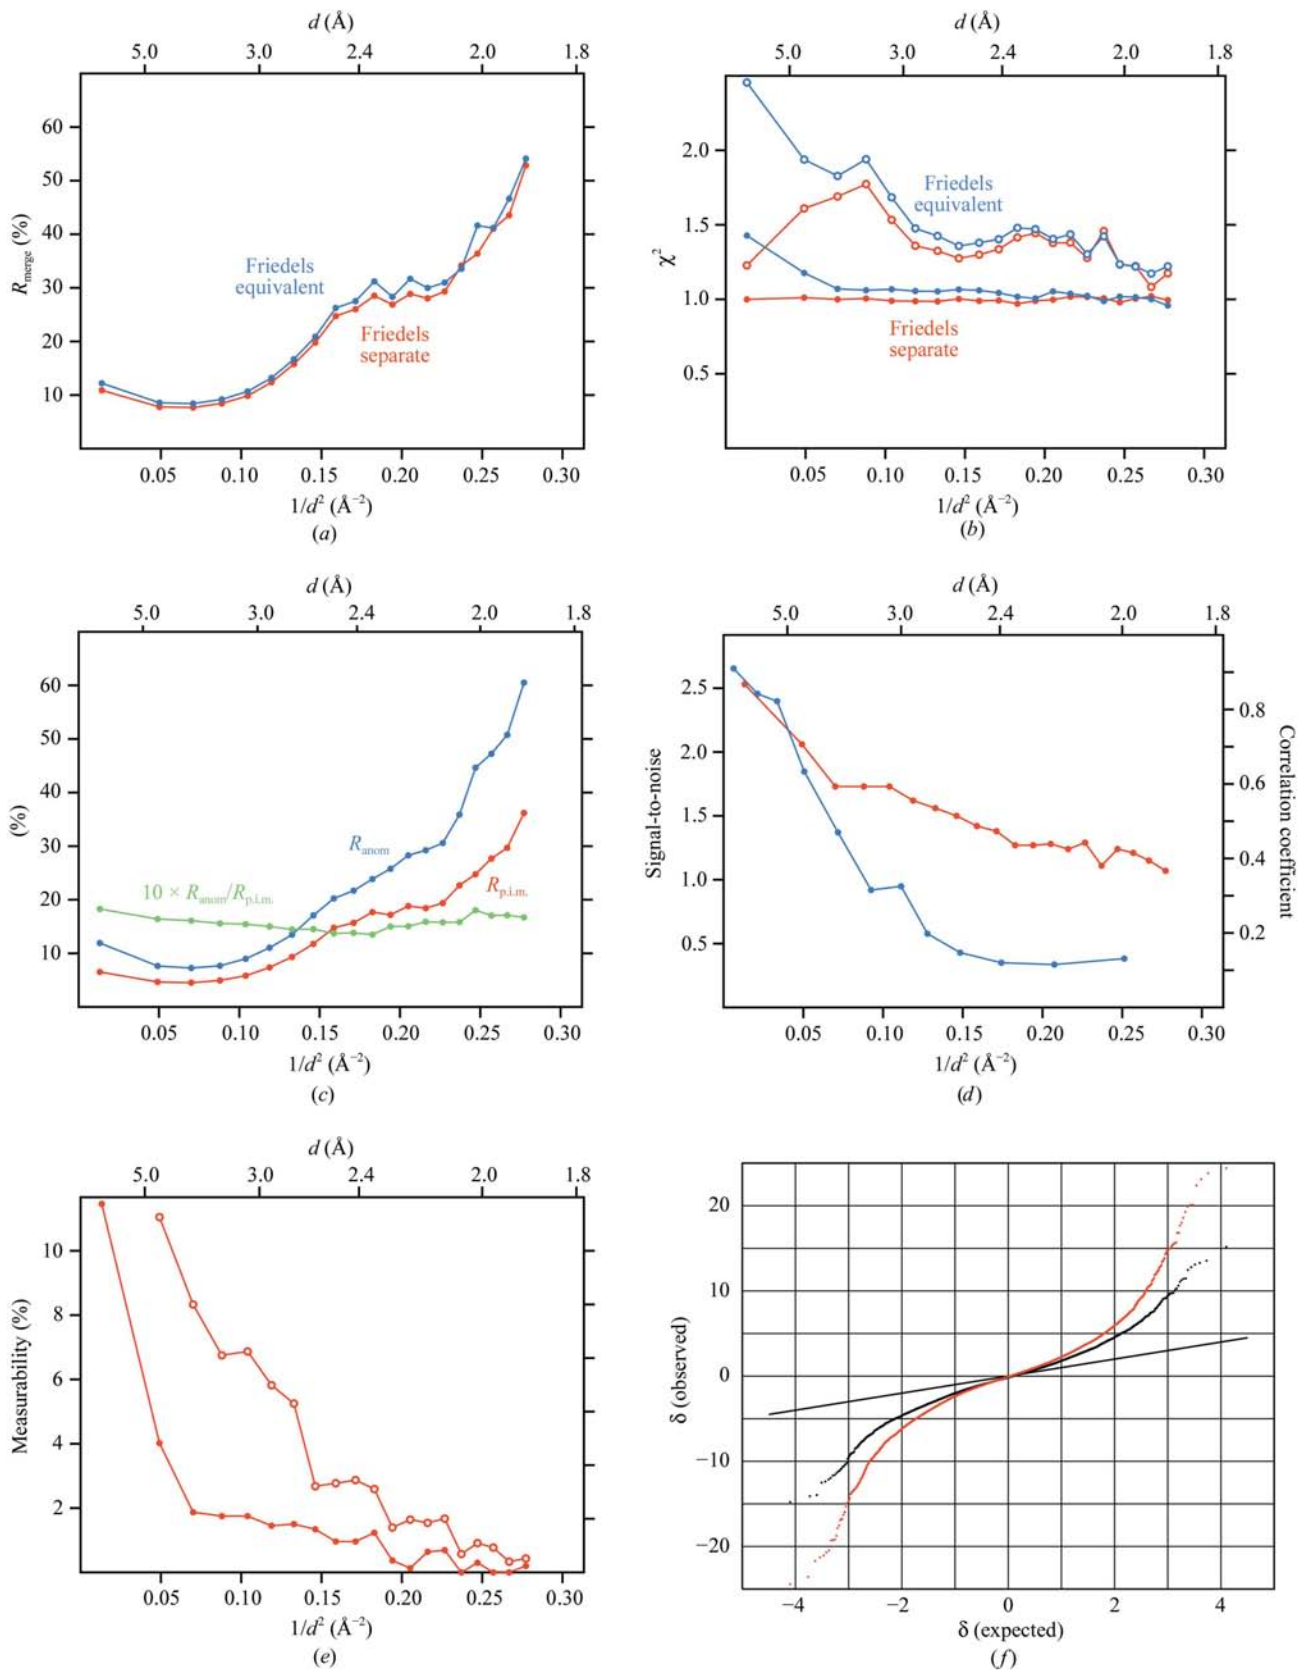 d (Å)
5.0 3.0 2.4 2.0 1.8
60
50
40
30
20
10
R_merge (%)
Friedels
equivalent
Friedels
separate
0.05 0.10 0.15 0.20 0.25 0.30
1/d² (Å⁻²)
(a)
d (Å)
5.0 3.0 2.4 2.0 1.8
2.0
1.5
1.0
0.5
χ²
Friedels
equivalent
Friedels
separate
0.05 0.10 0.15 0.20 0.25 0.30
1/d² (Å⁻²)
(b)
d (Å)
5.0 3.0 2.4 2.0 1.8
60
50
40
30
20
10
(%)
R_anom
10 × R_anom/R_p.i.m.
R_p.i.m.
0.05 0.10 0.15 0.20 0.25 0.30
1/d² (Å⁻²)
(c)
d (Å)
5.0 3.0 2.4 2.0 1.8
2.5
2.0
1.5
1.0
0.5
Signal-to-noise
0.8
0.6
0.4
0.2
Correlation coefficient
0.05 0.10 0.15 0.20 0.25 0.30
1/d² (Å⁻²)
(d)
d (Å)
5.0 3.0 2.4 2.0 1.8
10
8
6
4
2
Measurability (%)
0.05 0.10 0.15 0.20 0.25 0.30
1/d² (Å⁻²)
(e)
20
10
0
−10
−20
δ (observed)
−4 −2 0 2 4
δ (expected)
(f)